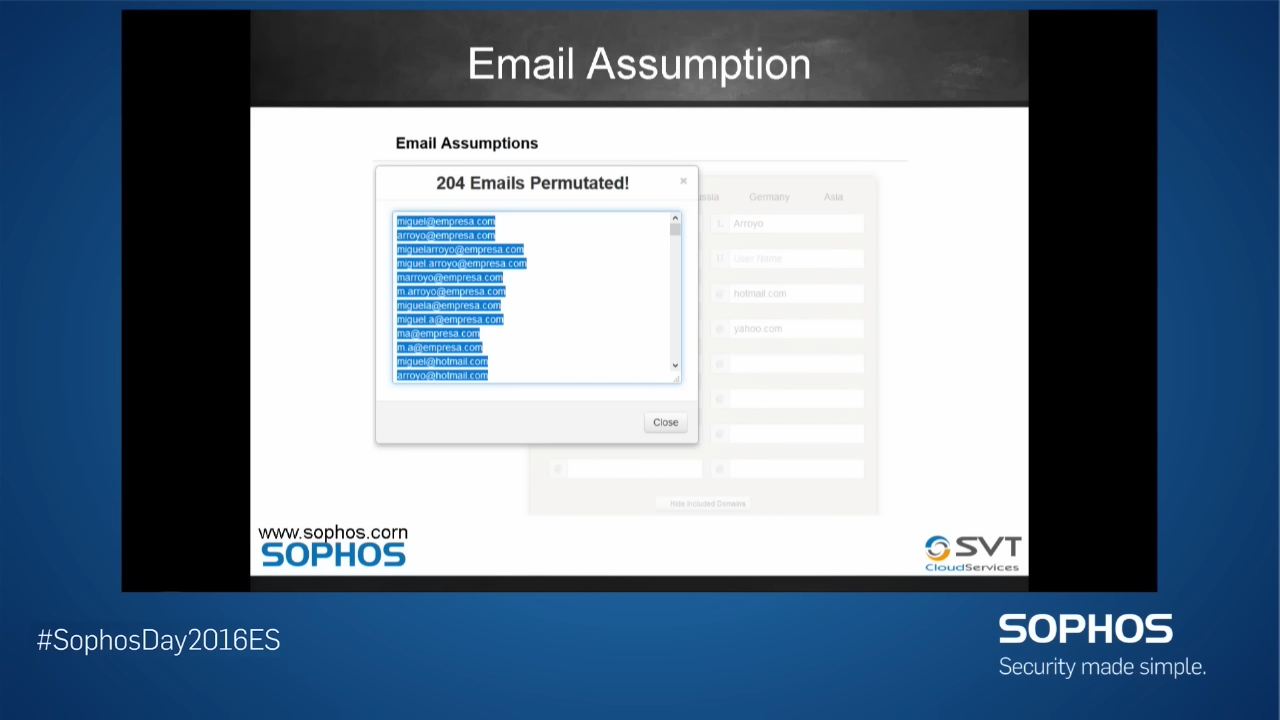 Email Assumption
Email Assumptions
204 Emails Permutated!
×
miguel@empresa.com
arroyo@empresa.com
miguelarroyo@empresa.com
miguel.arroyo@empresa.com
marroyo@empresa.com
m.arroyo@empresa.com
miguela@empresa.com
miguel.a@empresa.com
ma@empresa.com
m.a@empresa.com
miguel@hotmail.com
arroyo@hotmail.com
Close
Germany Asia
L Arroyo
U User Name
@ hotmail.com
@ yahoo.com
@
@
@
@ @
Hide Included Domains
www.sophos.corn
SOPHOS
SVT
CloudServices
#SophosDay2016ES
SOPHOS
Security made simple.